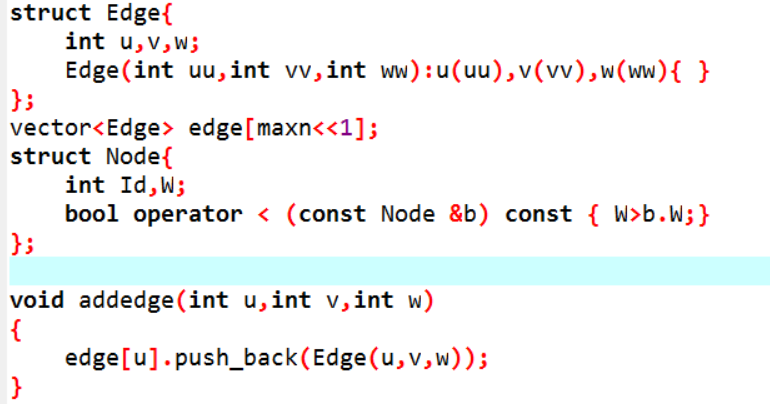 struct Edge{
    int u,v,w;
    Edge(int uu,int vv,int ww):u(uu),v(vv),w(ww){ }
};
vector<Edge> edge[maxn<<1];
struct Node{
    int Id,W;
    bool operator < (const Node &b) const { W>b.W;}
};
void addedge(int u,int v,int w)
{
    edge[u].push_back(Edge(u,v,w));
}